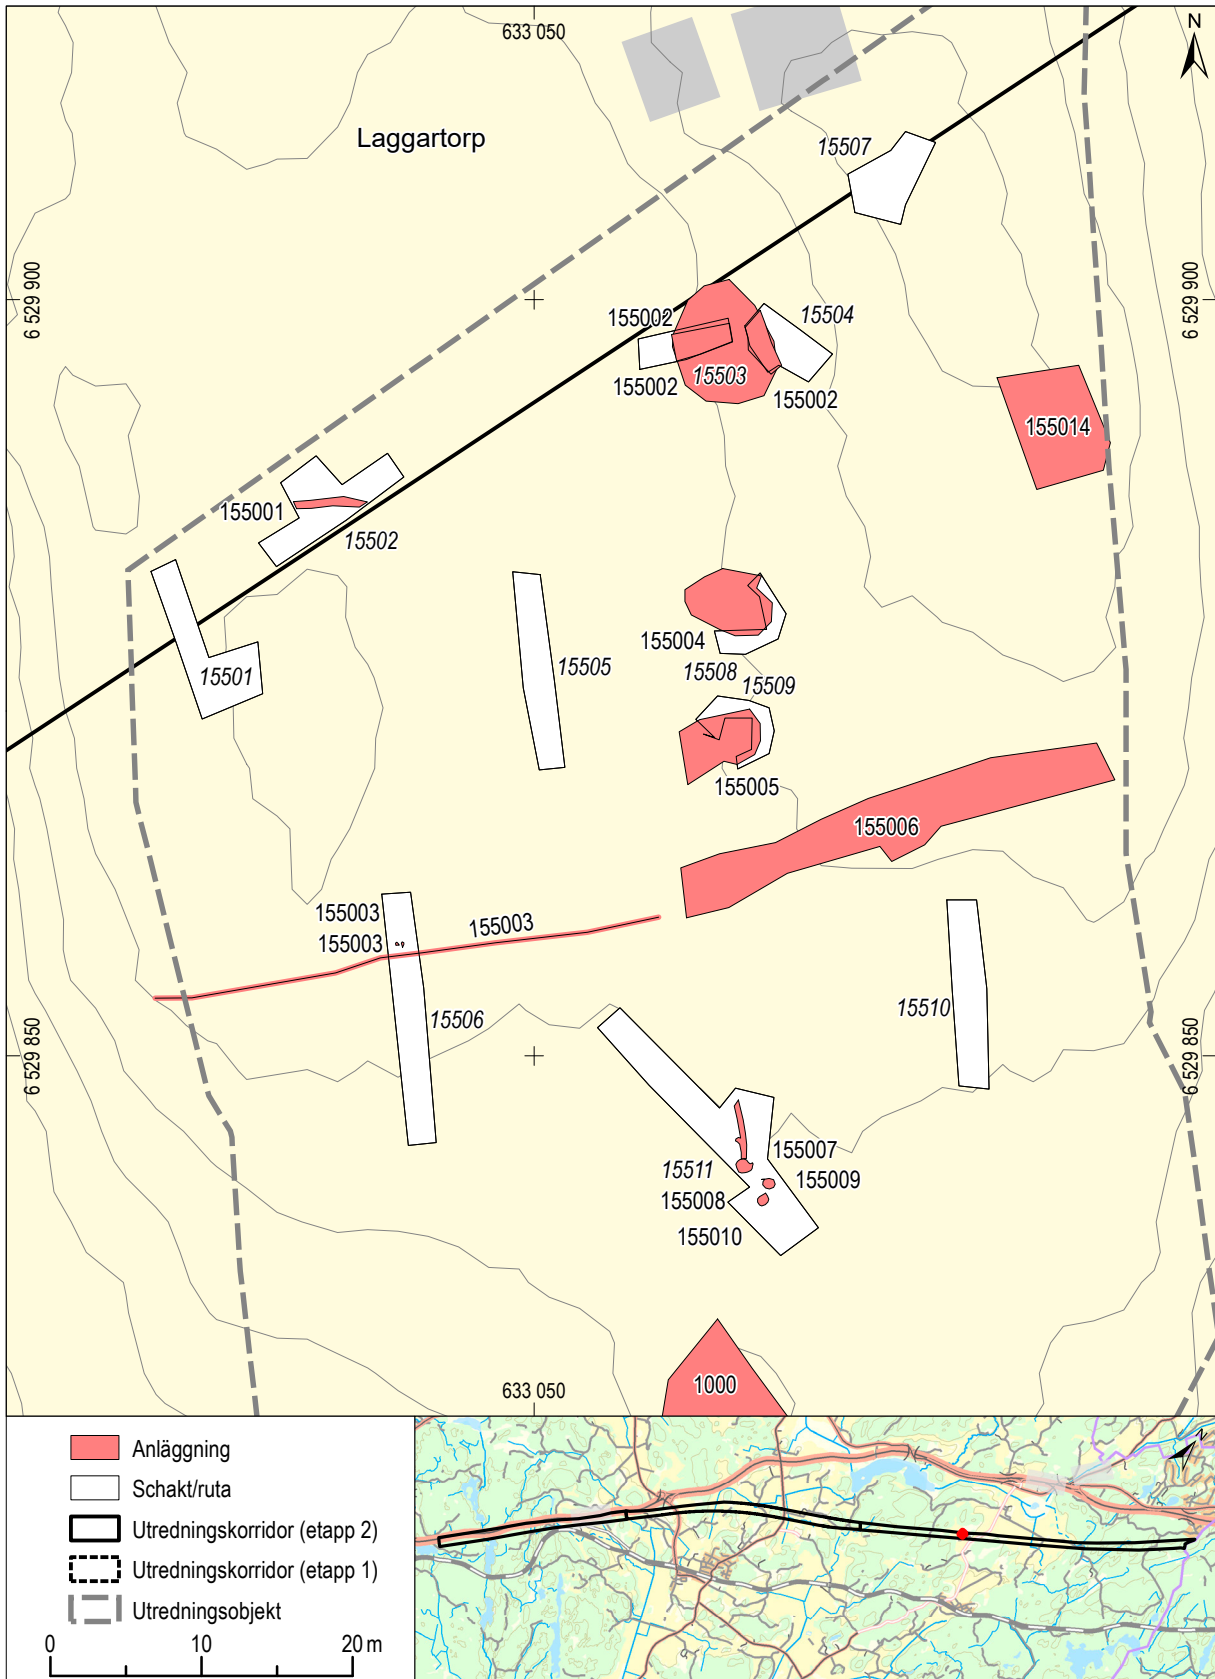 633 050
N
Laggartorp
15507
6 529 900
6 529 900
155002
15504
155002
15503
155002
155014
155001
15502
15501
15505
155004
15508
15509
155005
155006
155003
155003
155003
15506
15510
6 529 850
6 529 850
155007
15511
155009
155008
155010
633 050
1000
Anläggning
Schakt/ruta
Utredningskorridor (etapp 2)
Utredningskorridor (etapp 1)
Utredningsobjekt
0 10 20 m
N